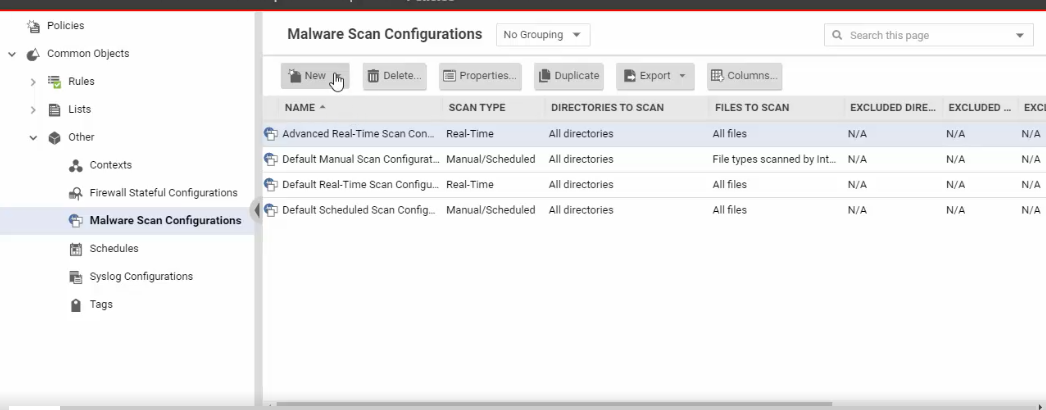 Policies
Policies
Common Objects
Rules
Lists
Other
Contexts
Firewall Stateful Configurations
Malware Scan Configurations
Schedules
Syslog Configurations
Tags
Malware Scan Configurations No Grouping Search this page
New Delete... Properties... Duplicate Export Columns...
NAME SCAN TYPE DIRECTORIES TO SCAN FILES TO SCAN EXCLUDED DIRE... EXCLUDED ... EXCL
Advanced Real-Time Scan Con... Real-Time All directories All files N/A N/A N/A
Default Manual Scan Configurat... Manual/Scheduled All directories File types scanned by Int... N/A N/A N/A
Default Real-Time Scan Configu... Real-Time All directories All files N/A N/A N/A
Default Scheduled Scan Config... Manual/Scheduled All directories All files N/A N/A N/A